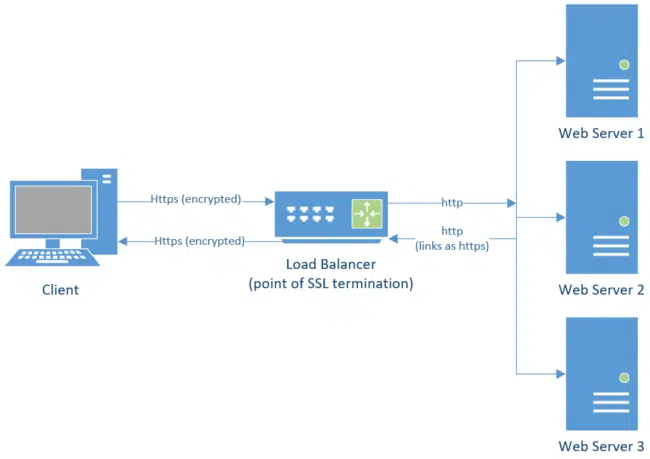 Web Server 1
Https (encrypted)
http
Https (encrypted)
http
(links as https)
Load Balancer
(point of SSL termination)
Client
Web Server 2
Web Server 3